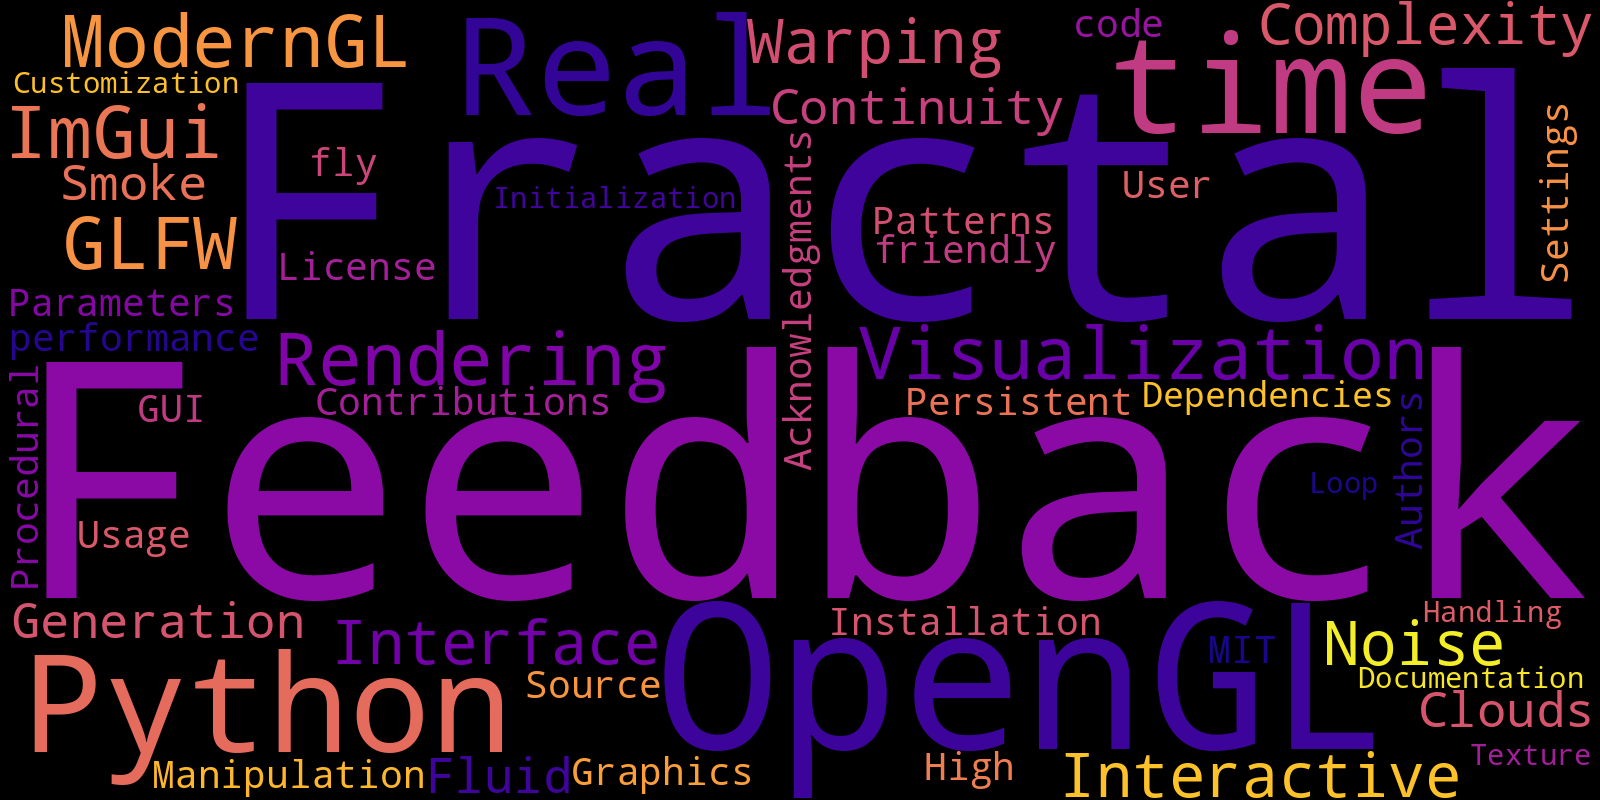 ModernGL
Real
Warping
code
Complexity
time
Customization
Fractal
ImGui
Continuity
Settings
fly
Smoke
Initialization
Acknowledgments
User
Patterns
friendly
GLFW
License
Parameters
performance
Rendering
Visualization
Procedural
GUI
Contributions
Persistent
Dependencies
Authors
Feedback
Loop
Usage
Generation
Interface
Installation
Handling
OpenGL
MIT
Noise
Python
Source
Documentation
Clouds
Manipulation
Fluid
Graphics
High
Interactive
Texture